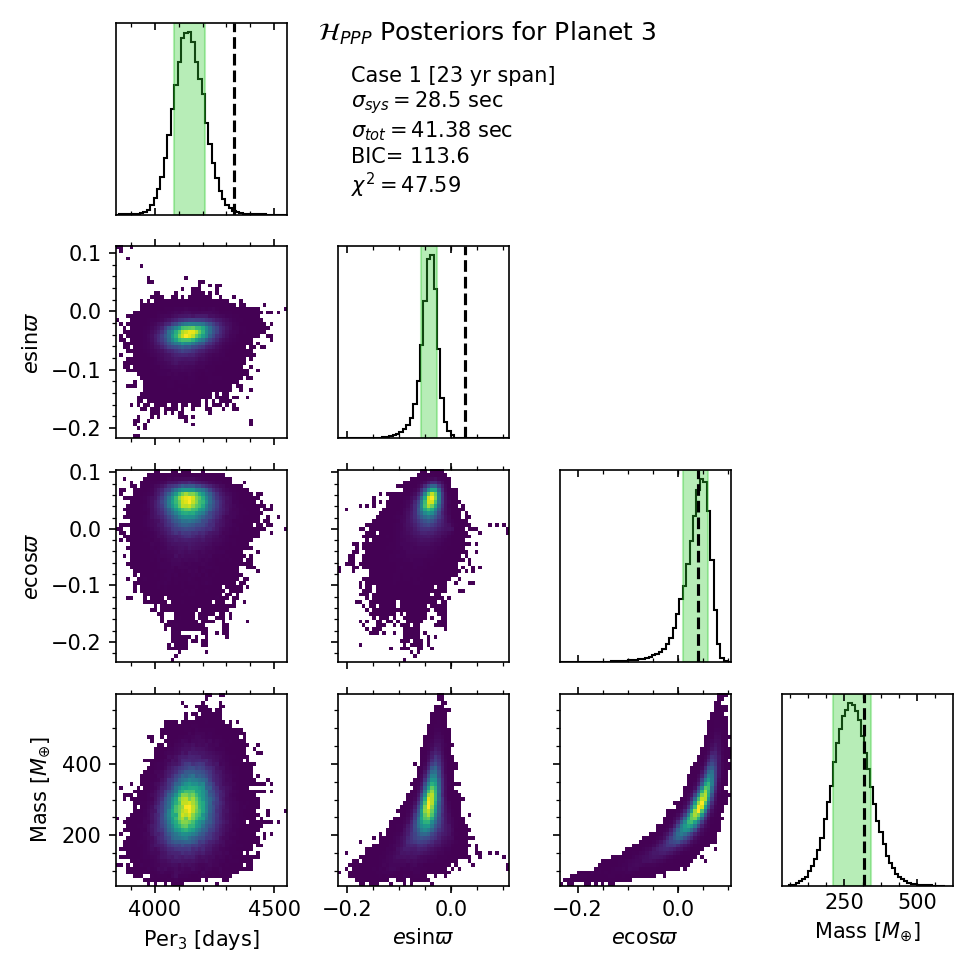 ℋ_PPP Posteriors for Planet 3
Case 1 [23 yr span]
σ_sys = 28.5 sec
σ_tot = 41.38 sec
BIC= 113.6
χ² = 47.59
esinϖ
0.1
0.0
−0.1
−0.2
ecosϖ
0.1
0.0
−0.1
−0.2
Mass [M⊕]
400
200
4000 4500
Per₃ [days]
−0.2 0.0
esinϖ
−0.2 0.0
ecosϖ
250 500
Mass [M⊕]